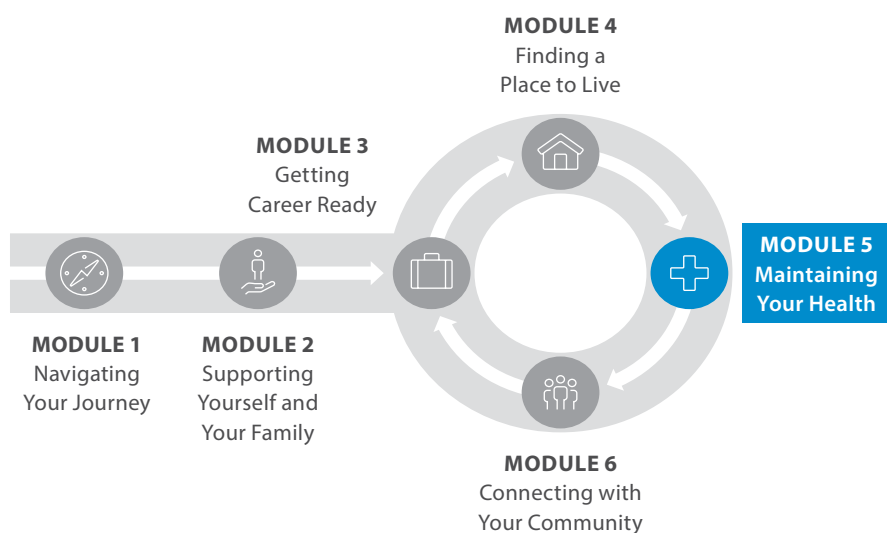 MODULE 4
Finding a
Place to Live
MODULE 3
Getting
Career Ready
MODULE 5
Maintaining
Your Health
MODULE 1
Navigating
Your Journey
MODULE 2
Supporting
Yourself and
Your Family
MODULE 6
Connecting with
Your Community